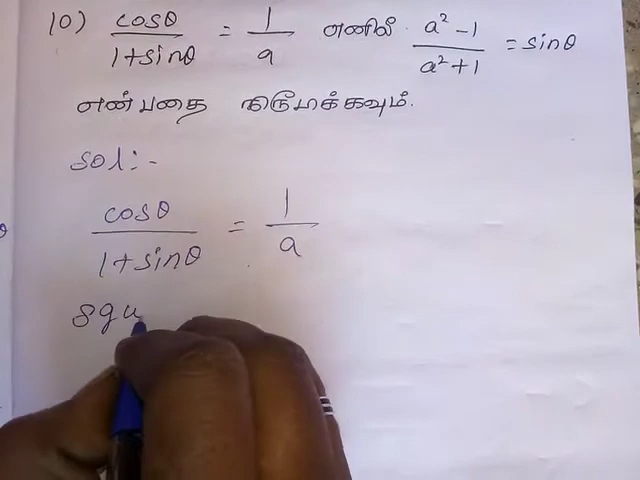 10) cosθ / 1+sinθ = 1 / a எனில் a² - 1 / a² + 1 = sinθ
என்பதை நிரூபிக்கவும்.
sol:-
cosθ / 1+sinθ = 1 / a
squ